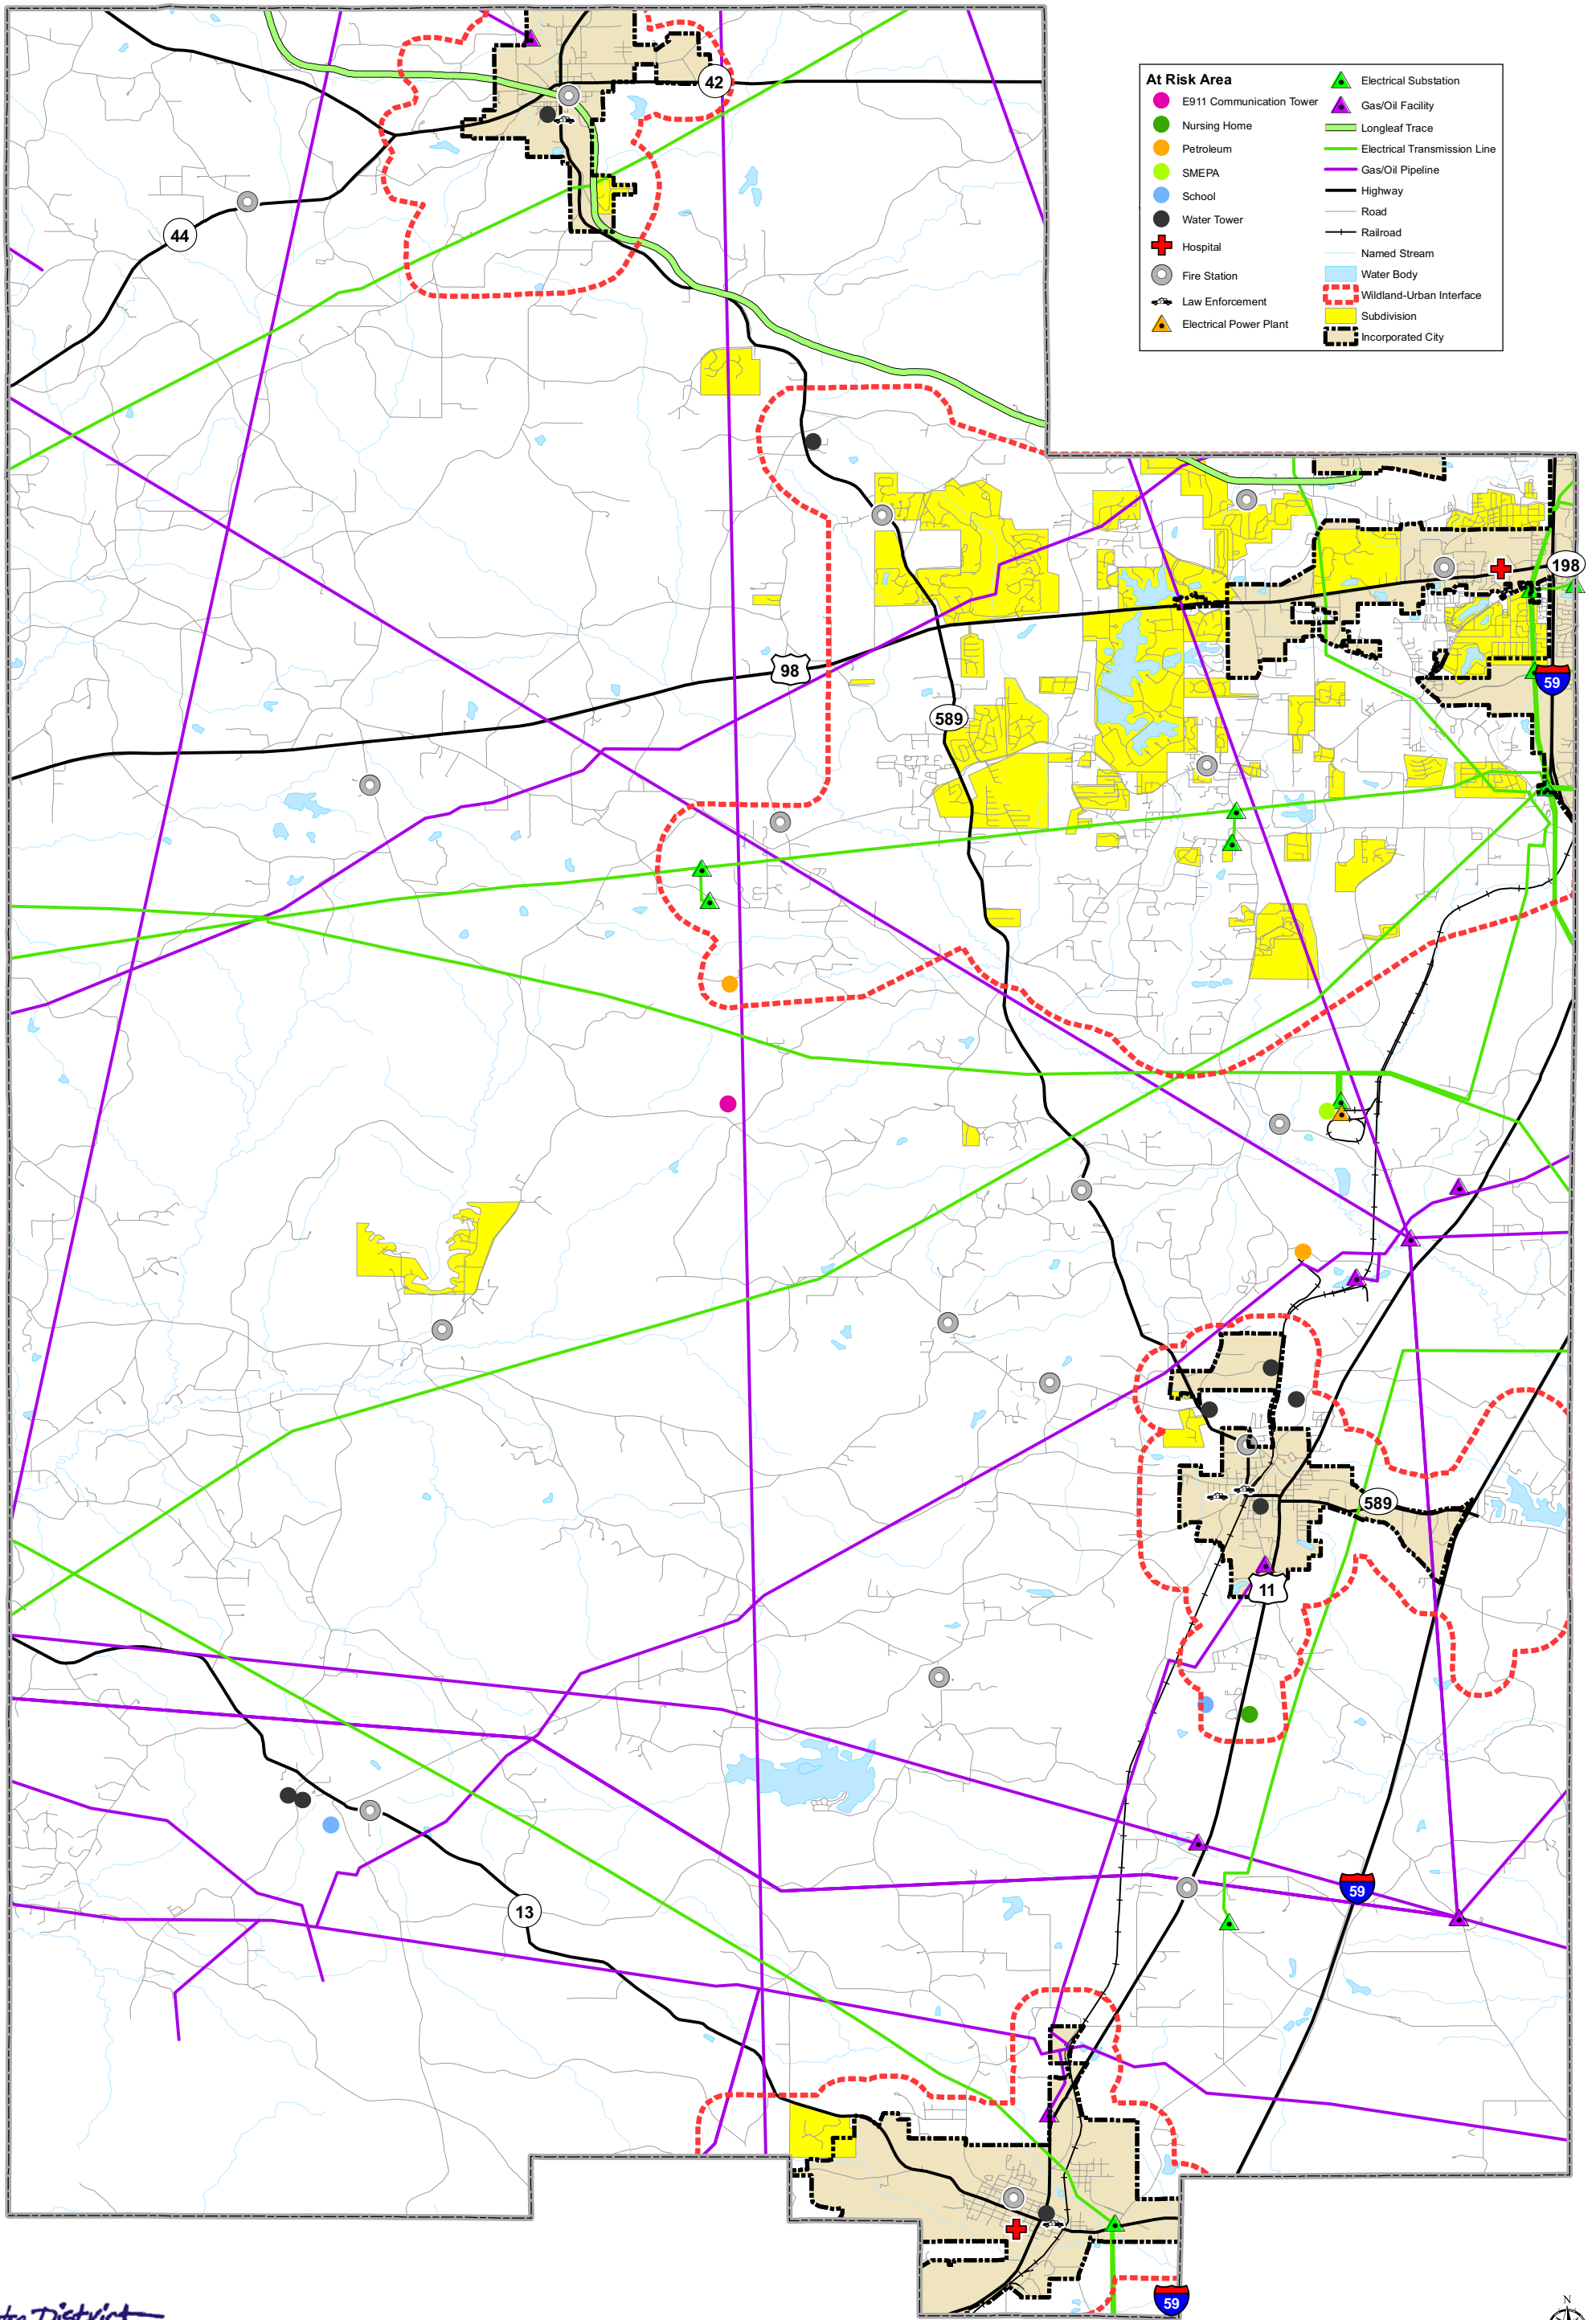 At Risk Area
E911 Communication Tower
Nursing Home
Petroleum
SMEPA
School
Water Tower
Hospital
Fire Station
Law Enforcement
Electrical Power Plant
Electrical Substation
Gas/Oil Facility
Longleaf Trace
Electrical Transmission Line
Gas/Oil Pipeline
Highway
Road
Railroad
Named Stream
Water Body
Wildland-Urban Interface
Subdivision
Incorporated City
42
44
198
98
59
589
589
11
59
13
59
District
N